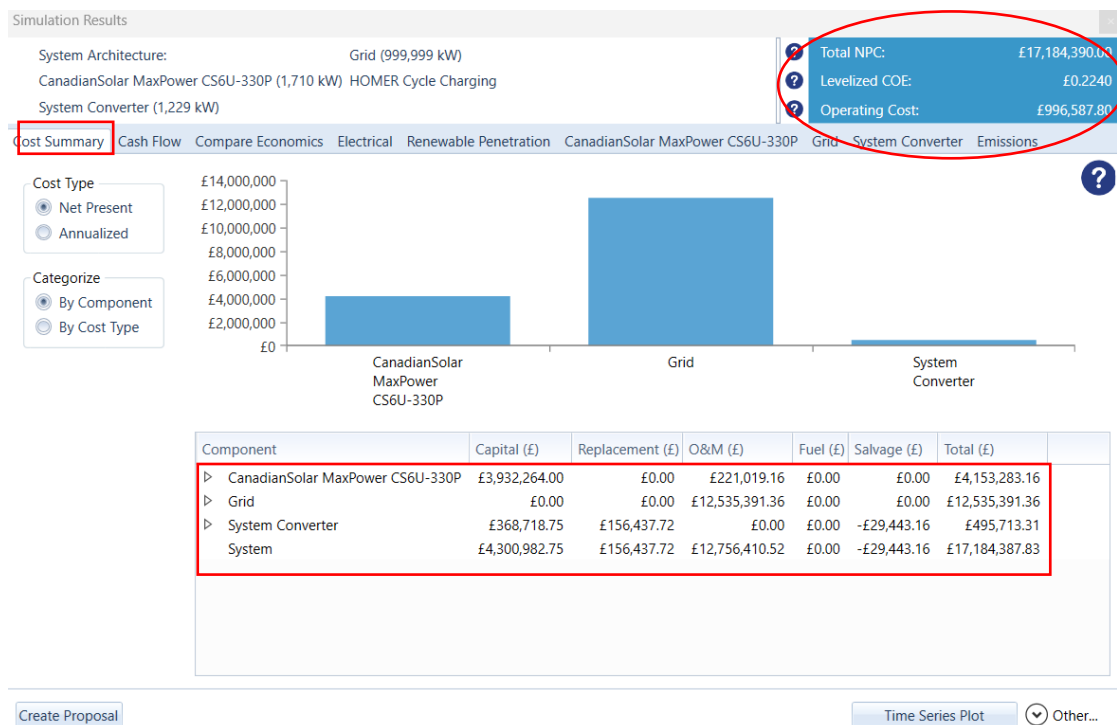 Simulation Results
×
System Architecture:
Grid (999,999 kW)
CanadianSolar MaxPower CS6U-330P (1,710 kW)
HOMER Cycle Charging
System Converter (1,229 kW)
? Total NPC: £17,184,390.00
? Levelized COE: £0.2240
? Operating Cost: £996,587.80
Cost Summary Cash Flow Compare Economics Electrical Renewable Penetration CanadianSolar MaxPower CS6U-330P Grid System Converter Emissions
Cost Type
Net Present
Annualized
Categorize
By Component
By Cost Type
?
£14,000,000
£12,000,000
£10,000,000
£8,000,000
£6,000,000
£4,000,000
£2,000,000
£0
CanadianSolar
MaxPower
CS6U-330P
Grid
System
Converter
Component Capital (£) Replacement (£) O&M (£) Fuel (£) Salvage (£) Total (£)
CanadianSolar MaxPower CS6U-330P £3,932,264.00 £0.00 £221,019.16 £0.00 £0.00 £4,153,283.16
Grid £0.00 £0.00 £12,535,391.36 £0.00 £0.00 £12,535,391.36
System Converter £368,718.75 £156,437.72 £0.00 £0.00 -£29,443.16 £495,713.31
System £4,300,982.75 £156,437.72 £12,756,410.52 £0.00 -£29,443.16 £17,184,387.83
Create Proposal
Time Series Plot
Other...